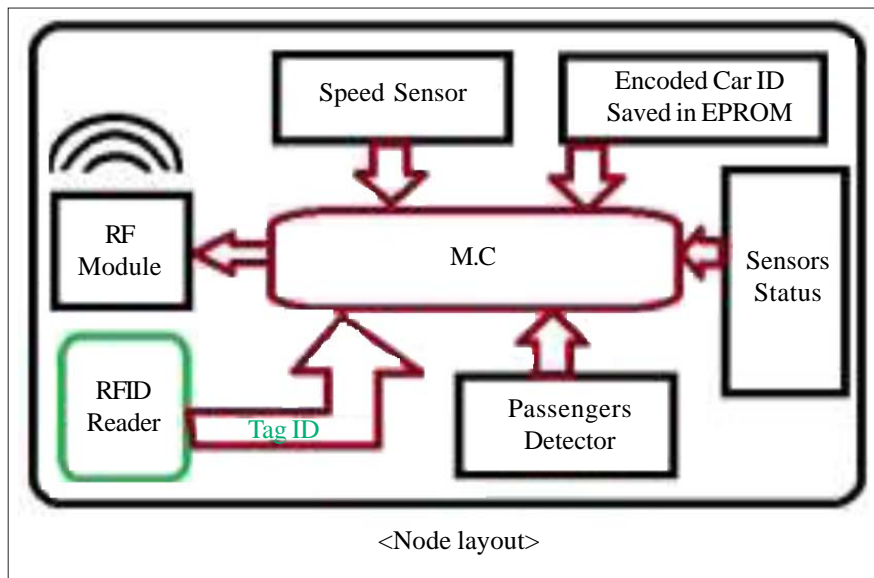 Speed Sensor
Encoded Car ID
Saved in EPROM
RF
Module
M.C
Sensors
Status
RFID
Reader
Tag ID
Passengers
Detector
<Node layout>